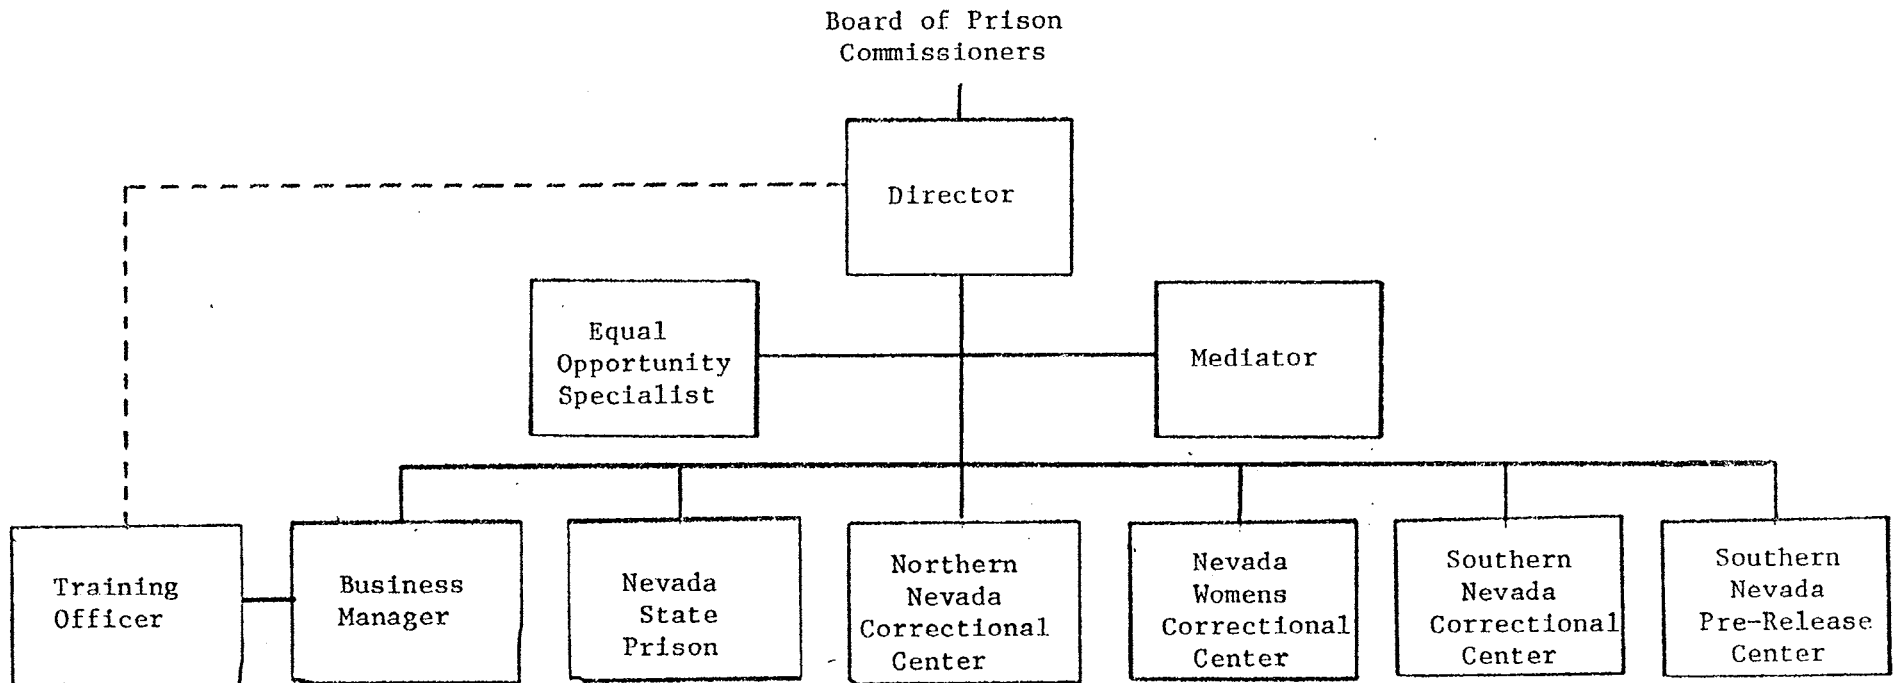 Board of Prison
Commissioners
Director
Equal
Opportunity
Specialist
Mediator
Training
Officer
Business
Manager
Nevada
State
Prison
Northern
Nevada
Correctional
Center
Nevada
Womens
Correctional
Center
Southern
Nevada
Correctional
Center
Southern
Nevada
Pre-Release
Center